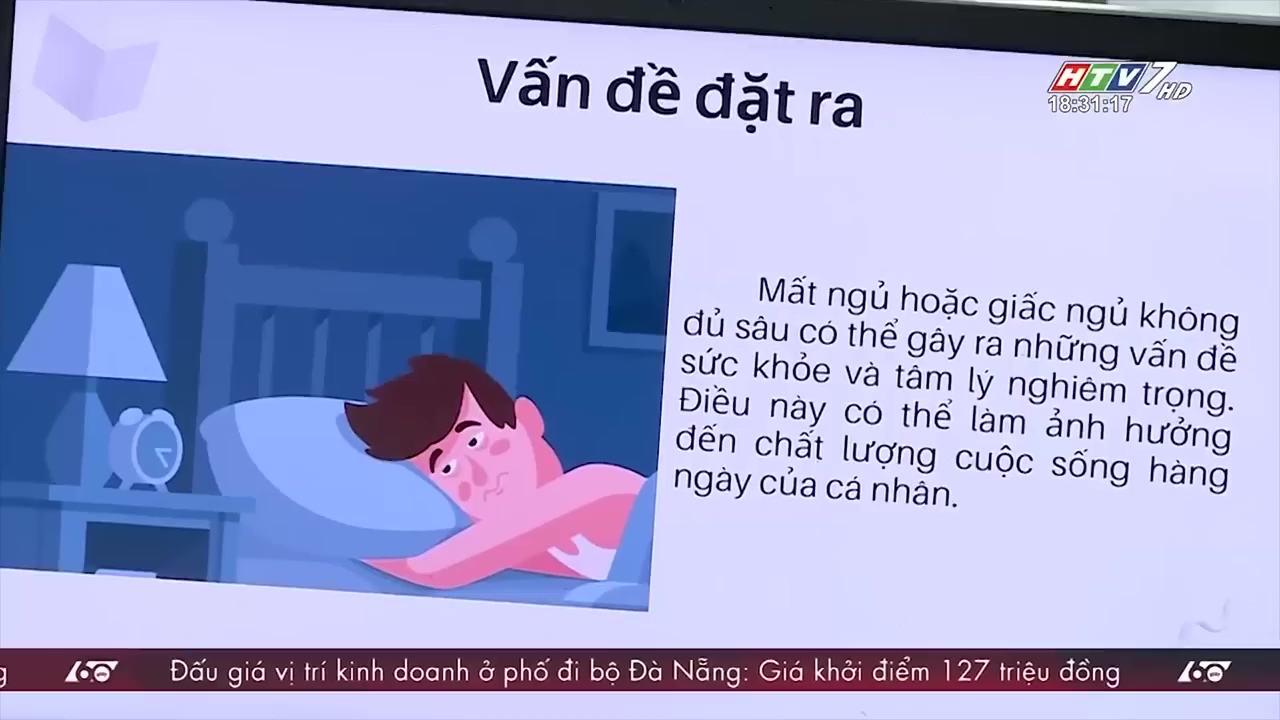 Vấn đề đặt ra
HTV7 HD
18:31:17
Mất ngủ hoặc giấc ngủ không
đủ sâu có thể gây ra những vấn đề
sức khỏe và tâm lý nghiêm trọng.
Điều này có thể làm ảnh hưởng
đến chất lượng cuộc sống hàng
ngày của cá nhân.
g
60 Đấu giá vị trí kinh doanh ở phố đi bộ Đà Nẵng: Giá khởi điểm 127 triệu đồng 60